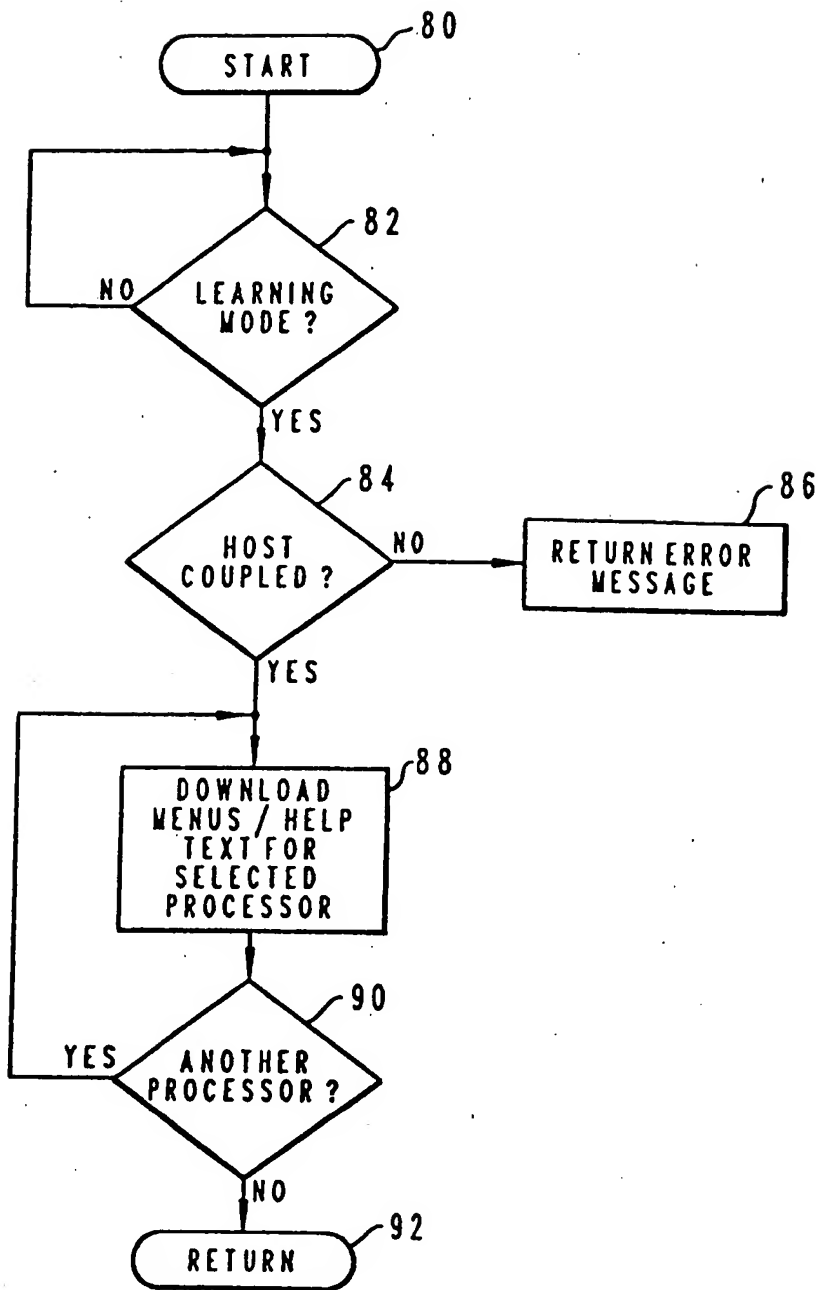 80
START
82
NO
LEARNING
MODE ?
YES
84
HOST
COUPLED ?
NO
86
RETURN ERROR
MESSAGE
YES
88
DOWNLOAD
MENUS / HELP
TEXT FOR
SELECTED
PROCESSOR
90
YES
ANOTHER
PROCESSOR ?
NO
92
RETURN